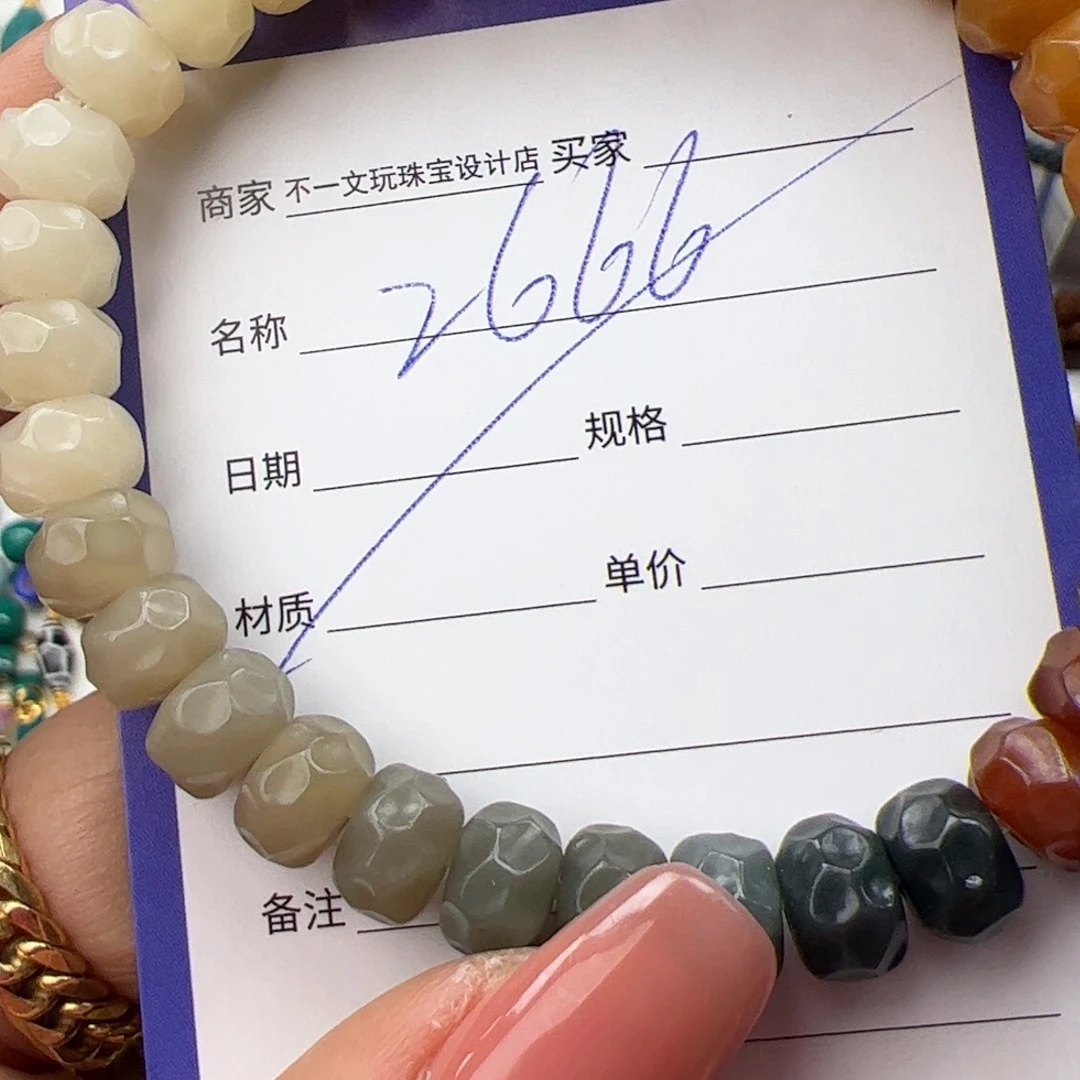 商家 不一文玩珠宝设计店 买家
2666
名称
日期 规格
材质 单价
备注